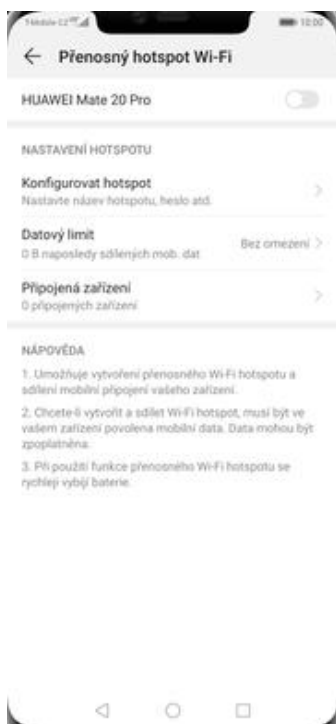 T-Mobile CZ
10:00
Přenosný hotspot Wi-Fi
HUAWEI Mate 20 Pro
NASTAVENÍ HOTSPOTU
Konfigurovat hotspot
Nastavte název hotspotu, heslo atd.
Datový limit
0 B naposledy sdílených mob. dat
Bez omezení
Připojená zařízení
0 připojených zařízení
NÁPOVĚDA
1. Umožňuje vytvoření přenosného Wi-Fi hotspotu a
sdílení mobilní připojení vašeho zařízení.
2. Chcete-li vytvořit a sdílet Wi-Fi hotspot, musí být ve
vašem zařízení povolena mobilní data. Data mohou být
zpoplatněna.
3. Při použití funkce přenosného Wi-Fi hotspotu se
rychleji vybíjí baterie.